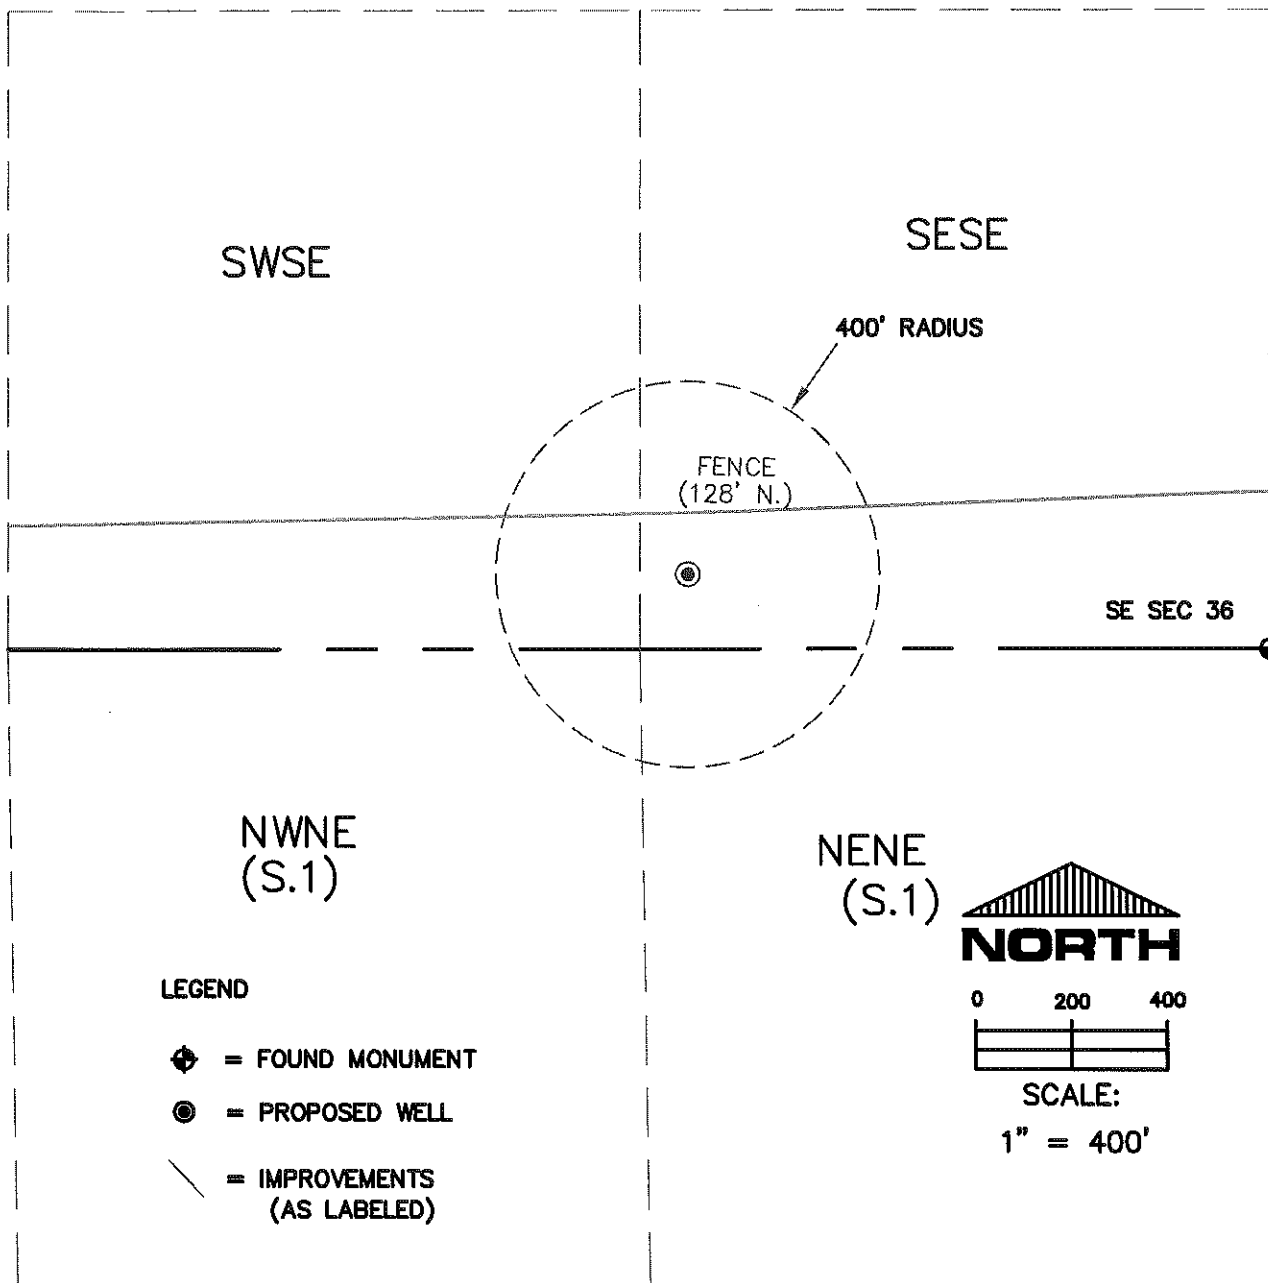 SWSE
SESE
400' RADIUS
FENCE
(128' N.)
SE SEC 36
NWNE
(S.1)
NENE
(S.1)
NORTH
0 200 400
SCALE:
1" = 400'
LEGEND
= FOUND MONUMENT
= PROPOSED WELL
= IMPROVEMENTS
(AS LABELED)